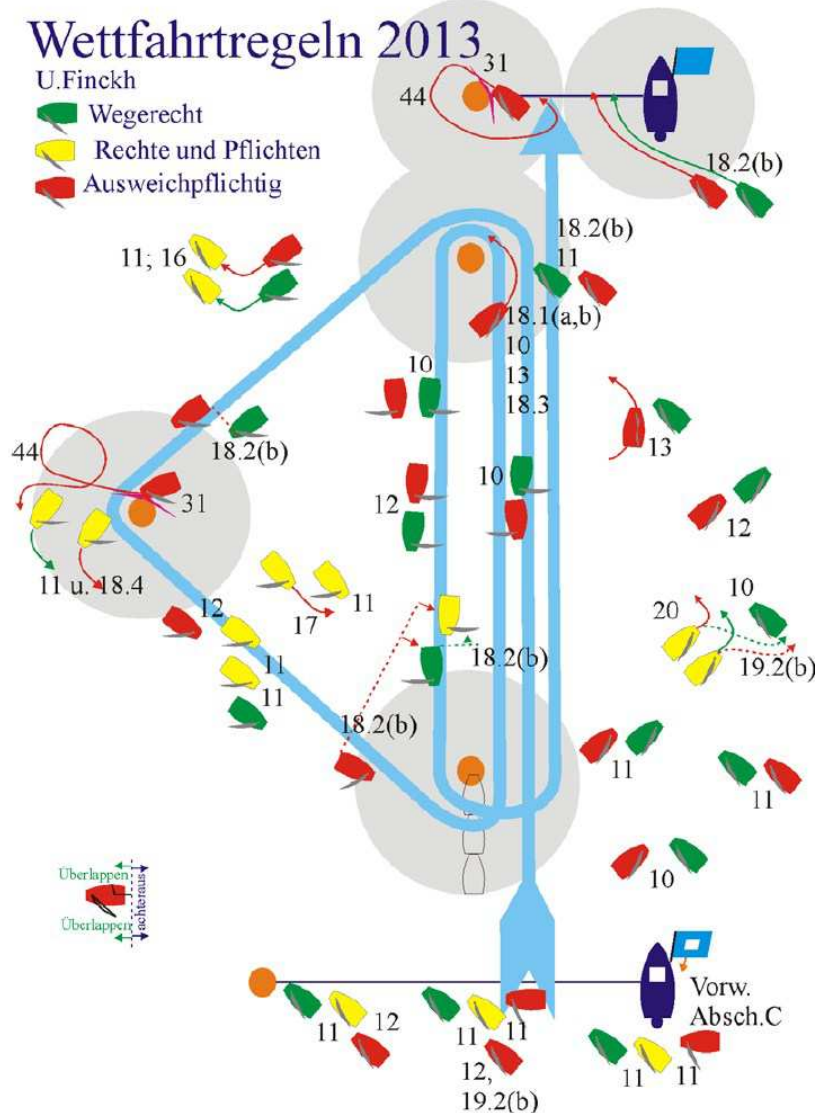 Wettfahrtregeln 2013
U.Finckh
Wegerecht
Rechte und Pflichten
Ausweichpflichtig
31
44
18.2(b)
11; 16
18.2(b)
11
18.1(a,b)
10
13
18.3
10
18.2(b)
44
31
13
10
12
12
11 u. 18.4
17
11
12
11
11
10
20
19.2(b)
18.2(b)
18.2(b)
11
11
10
Überlappen
achteraus
Überlappen
Vorw.
Absch.C
11
12
11
11
12,
19.2(b)
11
11